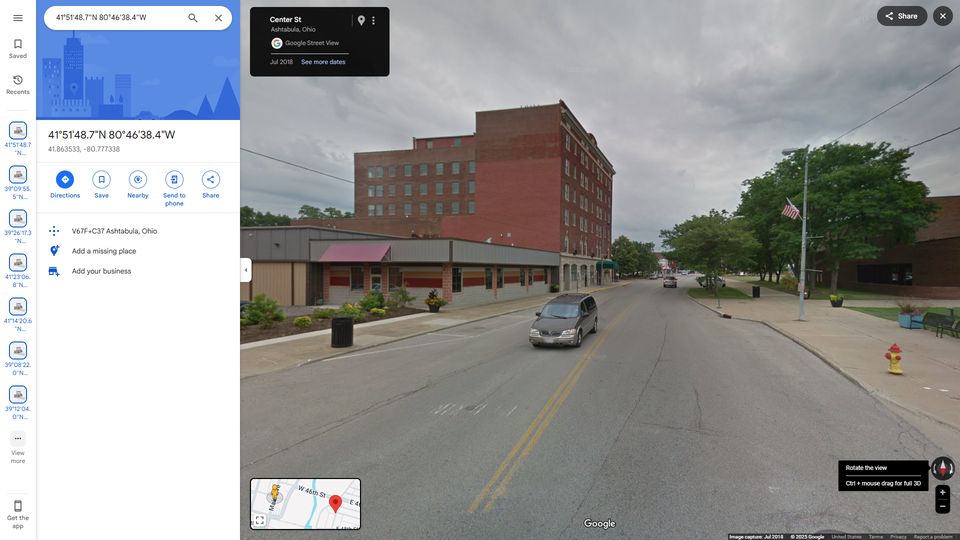 41°51'48.7"N 80°46'38.4"W
Saved
Recents
41°51'48.7"N...
39°09'55.5"N...
39°26'17.3"N...
41°23'06.8"N...
41°14'20.6"N...
39°08'22.0"N...
39°12'04.0"N...
View more
Get the app
41°51'48.7"N 80°46'38.4"W
41.863533, -80.777338
Directions
Save
Nearby
Send to phone
Share
V67F+C37 Ashtabula, Ohio
Add a missing place
Add your business
Center St
Ashtabula, Ohio
Google Street View
Jul 2018 See more dates
Share
W 46th St
Rotate the view
Ctrl + mouse drag for full 3D
Google
Image capture: Jul 2018 © 2025 Google United States Terms Privacy Report a problem